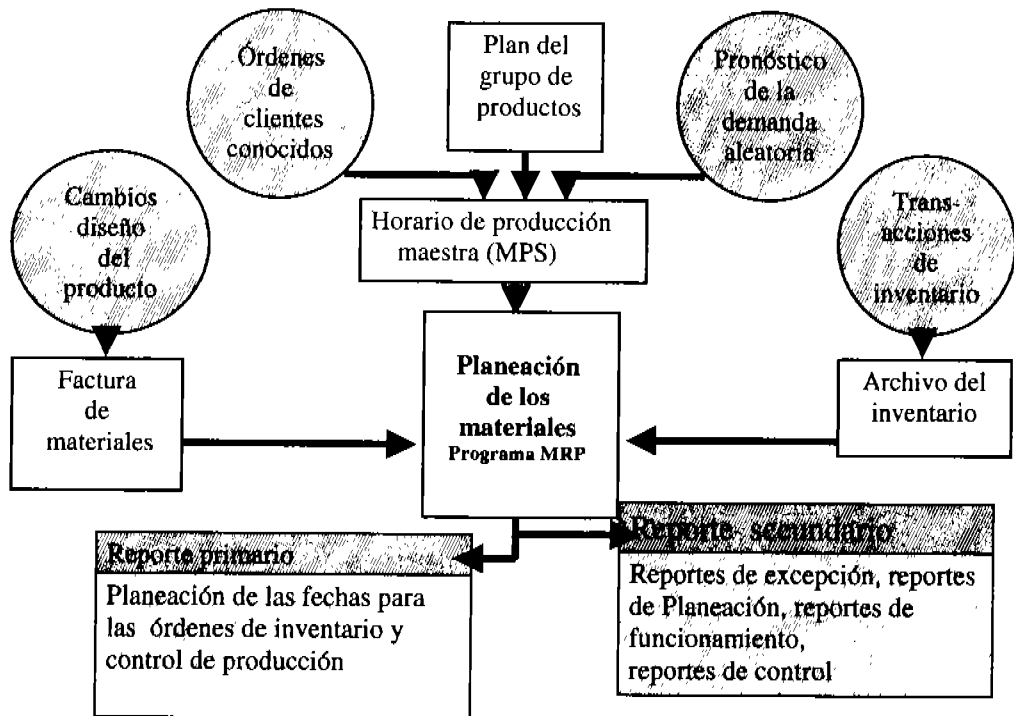 Órdenes
de
clientes
conocidos
Plan del
grupo de
productos
Pronóstico
de la
demanda
aleatoria
Cambios
diseño
del
producto
Horario de producción
maestra (MPS)
Trans-
acciones
de
inventario
Factura
de
materiales
Planeación
de los
materiales
Programa MRP
Archivo del
inventario
Reporte primario
Planeación de las fechas para
las órdenes de inventario y
control de producción
Reporte secundario
Reportes de excepción, reportes
de Planeación, reportes de
funcionamiento,
reportes de control